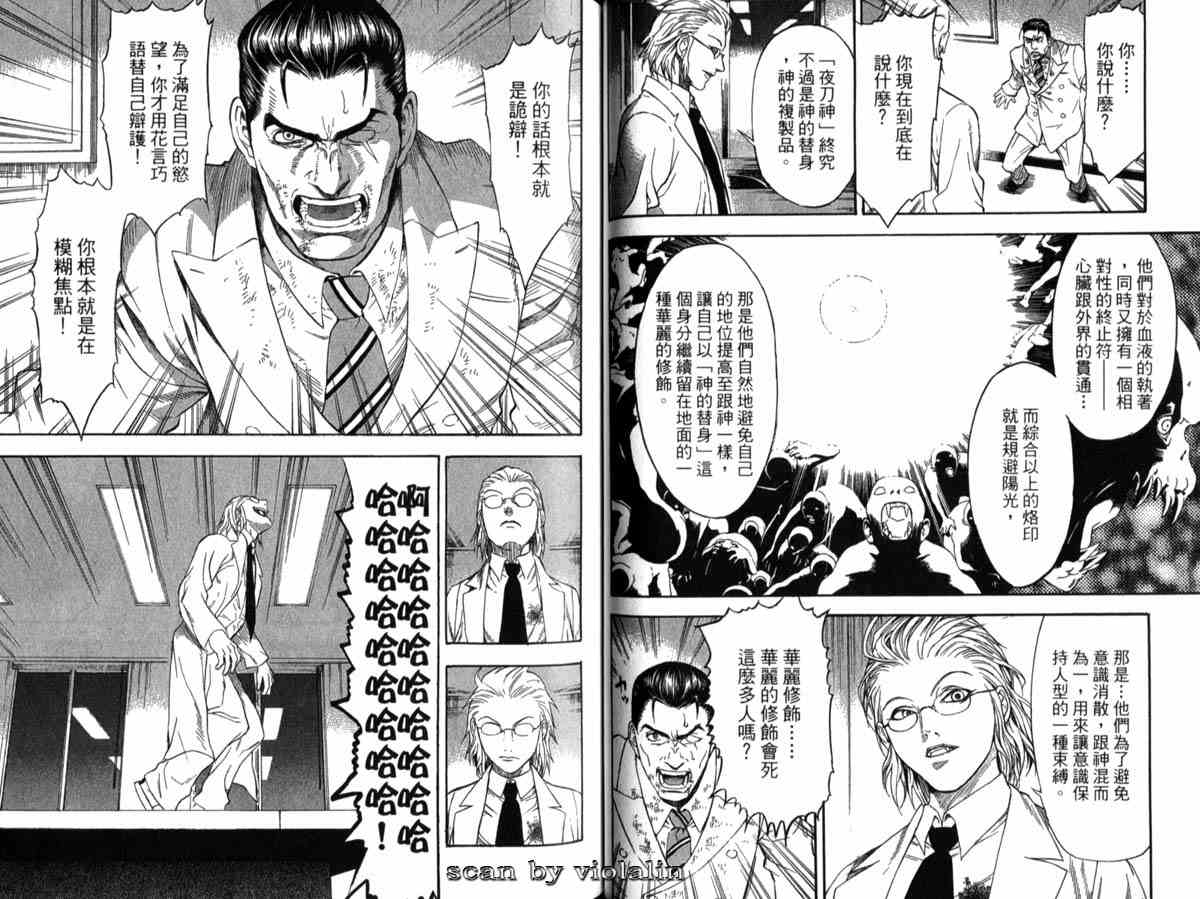 你……
你說什麼？
你現在到底在
說什麼？
「夜刀神」終究
不過是神的替身
，神的複製品。
他們對於血液的執著
，同時又擁有一個相
對性的終止符——
心臟跟外界的貫通…
而綜合以上的烙印
就是規避陽光，
那是他們自然地避免自己
的地位提高至跟神一樣，
讓自己以「神的替身」這
個身分繼續留在地面的一
種華麗的修飾。
那是…他們為了避免
意識消散，跟神混而
為一，用來讓意識保
持人型的一種束縛。
華麗修飾……
華麗的修飾會死
這麼多人嗎？
你的話根本就
是詭辯！
為了滿足自己的慾
望，你才用花言巧
語替自己辯護！
你根本就是在
模糊焦點！
啊哈哈哈哈哈哈哈哈
哈哈哈哈哈哈哈哈！
scan by violalin